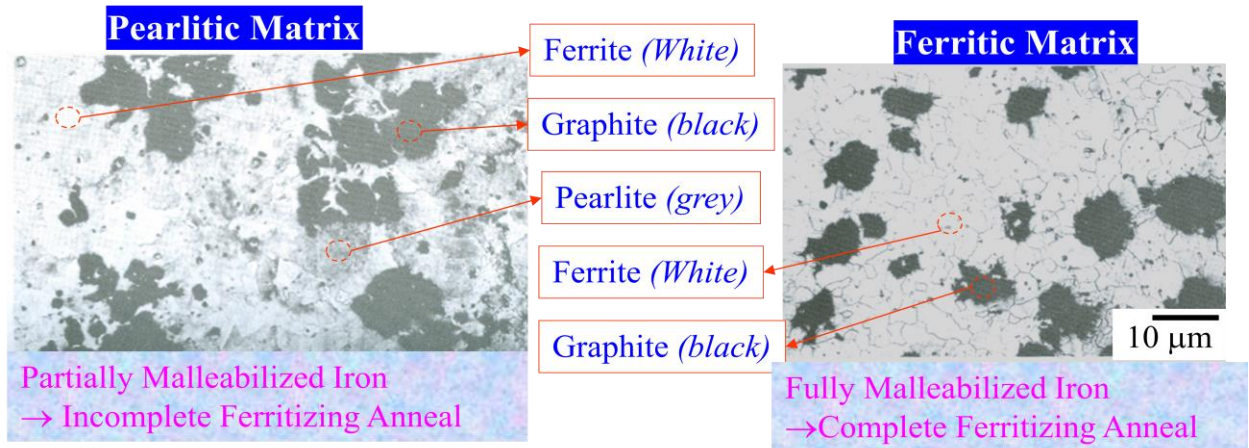 Pearlitic Matrix
Ferrite (White)
Graphite (black)
Pearlite (grey)
Ferrite (White)
Graphite (black)
Ferritic Matrix
10 µm
Partially Malleabilized Iron
→ Incomplete Ferritizing Anneal
Fully Malleabilized Iron
→Complete Ferritizing Anneal